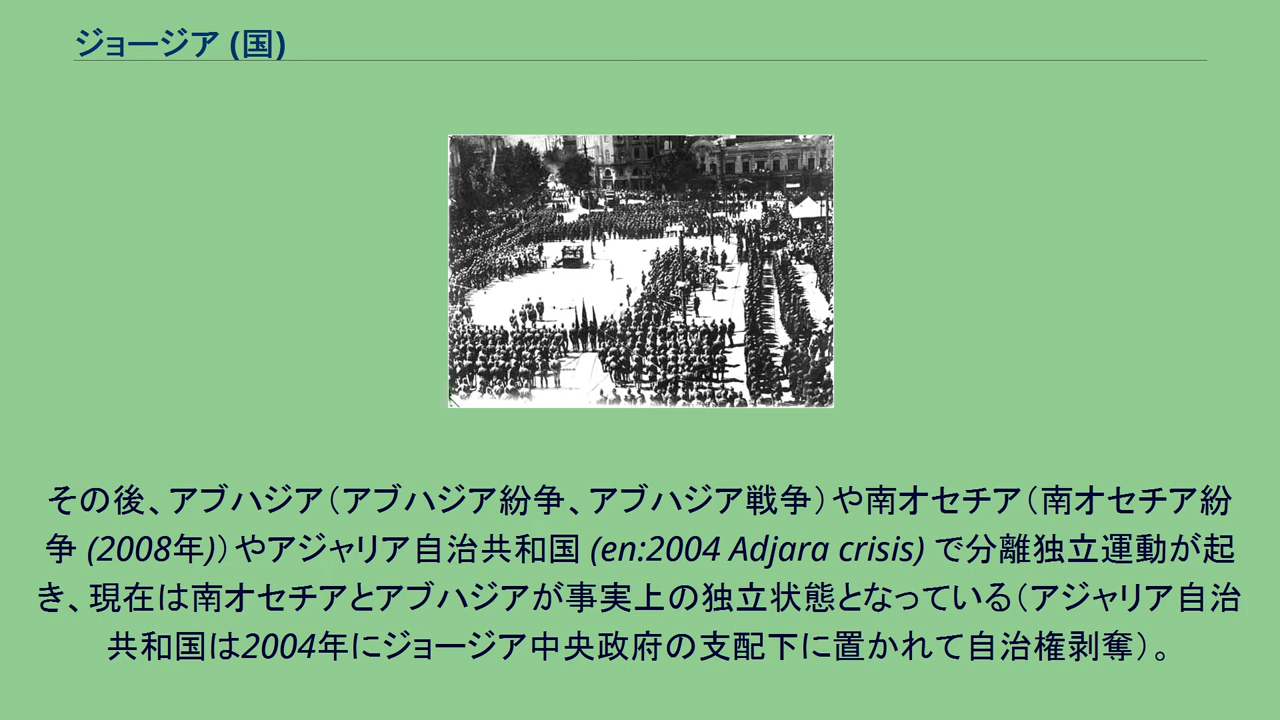 ジョージア (国)
その後、アブハジア（アブハジア紛争、アブハジア戦争）や南オセチア（南オセチア紛
争 (2008年)）やアジャリア自治共和国 (en:2004 Adjara crisis) で分離独立運動が起
き、現在は南オセチアとアブハジアが事実上の独立状態となっている（アジャリア自治
共和国は2004年にジョージア中央政府の支配下に置かれて自治権剥奪）。